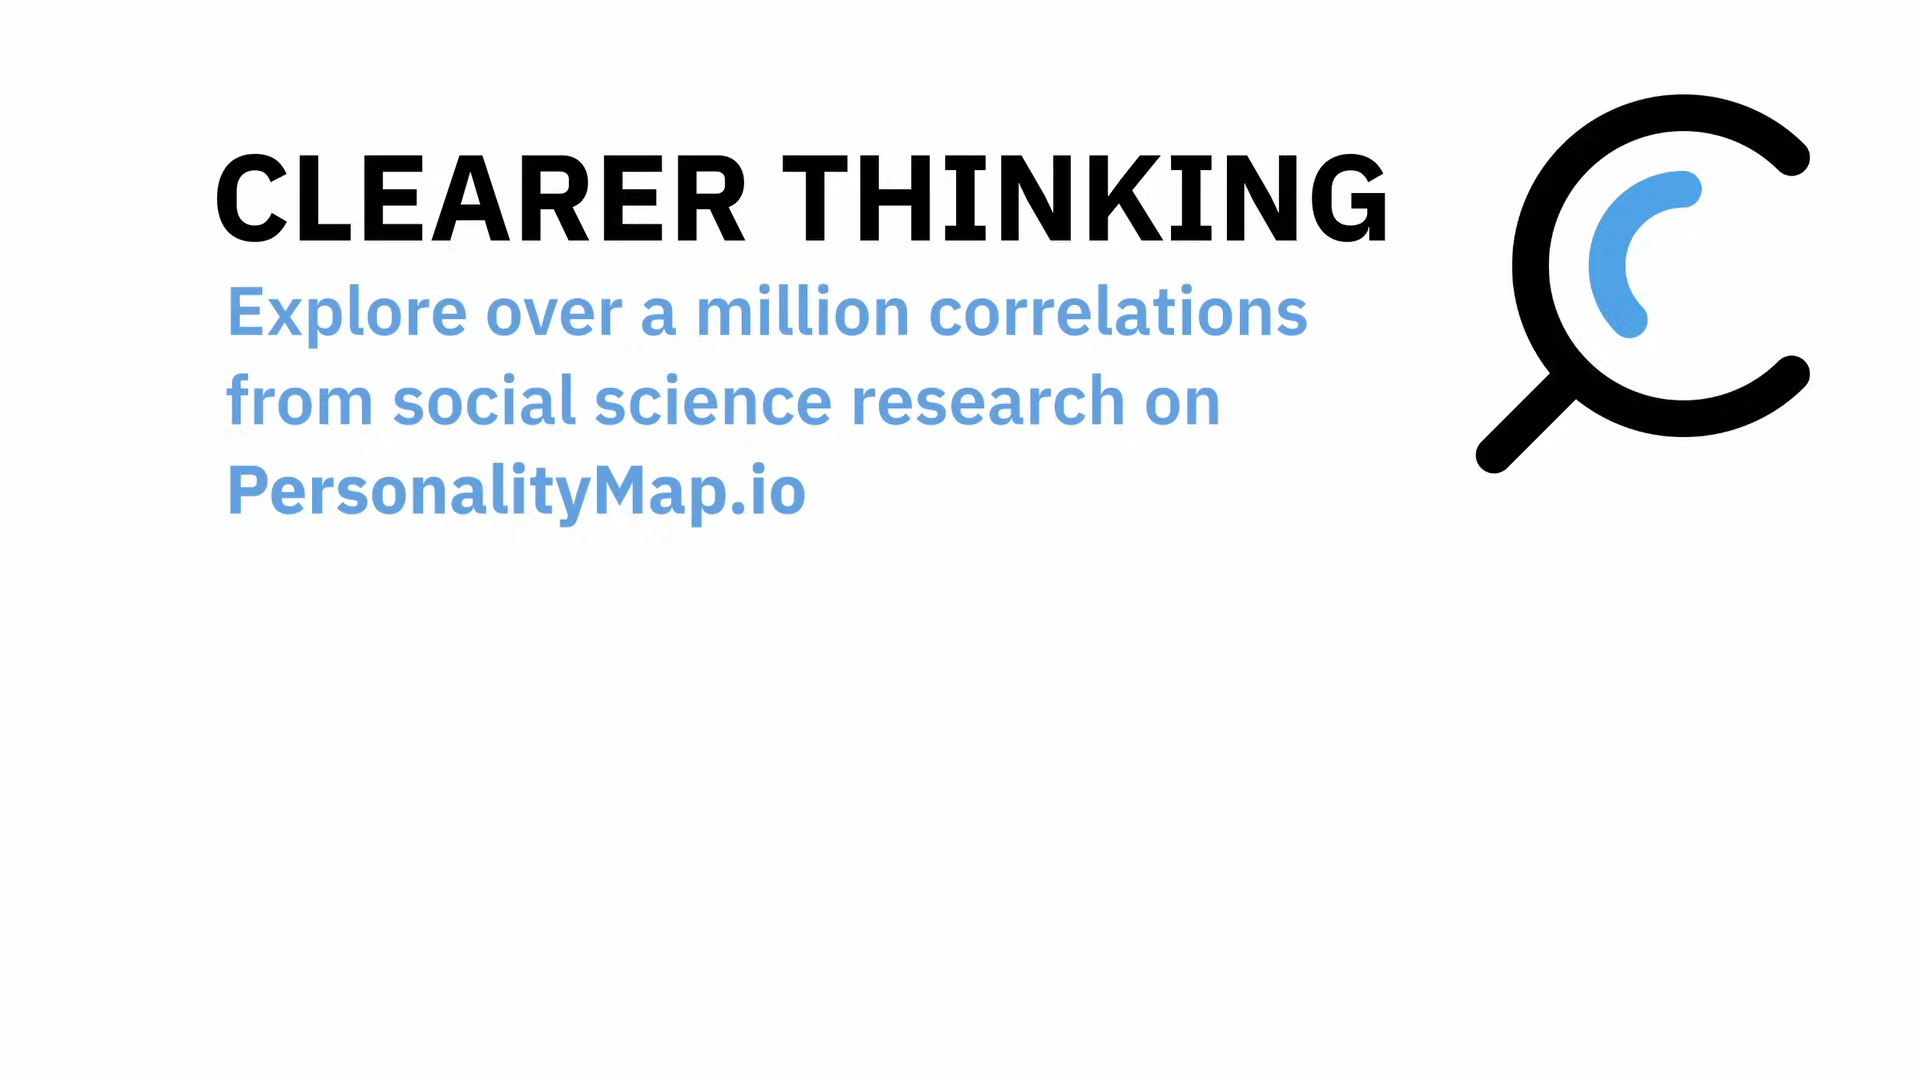 CLEARER THINKING
Explore over a million correlations
from social science research on
PersonalityMap.io